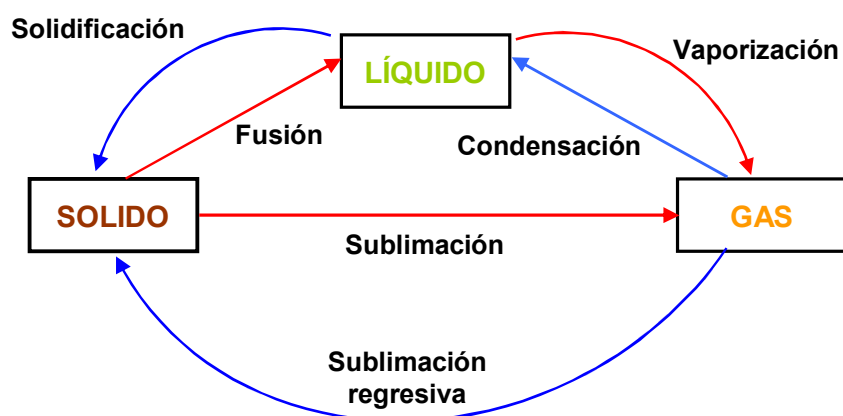 Solidificación
LÍQUIDO
Vaporización
Fusión
Condensación
SOLIDO
GAS
Sublimación
Sublimación
regresiva